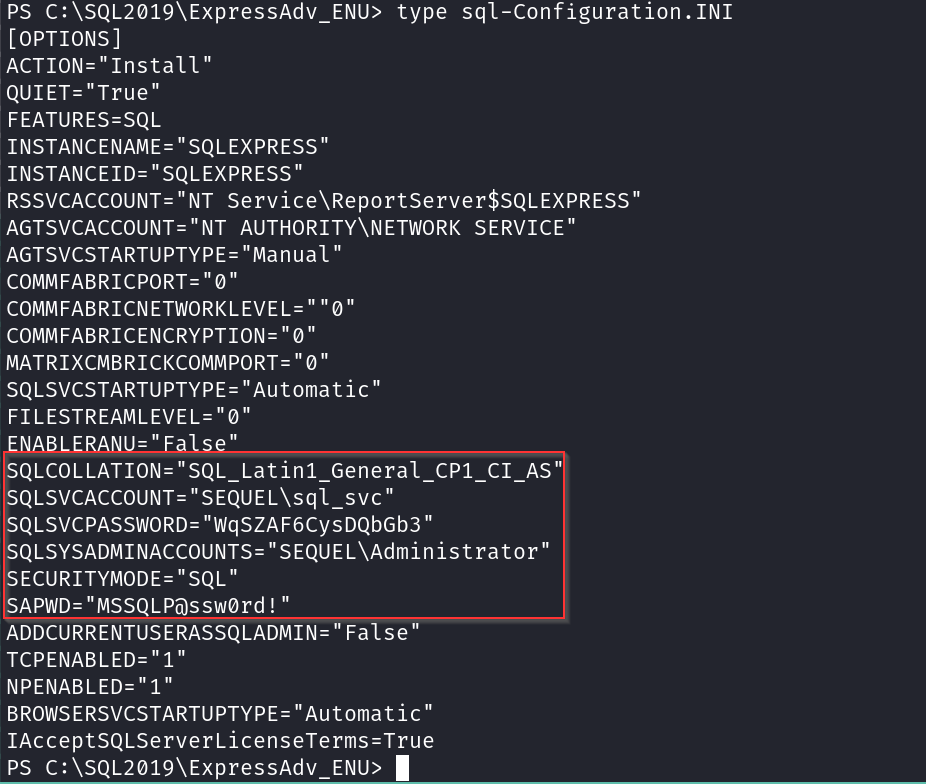 PS C:\SQL2019\ExpressAdv_ENU> type sql-Configuration.INI
[OPTIONS]
ACTION="Install"
QUIET="True"
FEATURES=SQL
INSTANCENAME="SQLEXPRESS"
INSTANCEID="SQLEXPRESS"
RSSVCACCOUNT="NT Service\ReportServer$SQLEXPRESS"
AGTSVCACCOUNT="NT AUTHORITY\NETWORK SERVICE"
AGTSVCSTARTUPTYPE="Manual"
COMMFABRICPORT="0"
COMMFABRICNETWORKLEVEL=""0"
COMMFABRICENCRYPTION="0"
MATRIXCMBRICKCOMMPORT="0"
SQLSVCSTARTUPTYPE="Automatic"
FILESTREAMLEVEL="0"
ENABLERANU="False"
SQLCOLLATION="SQL_Latin1_General_CP1_CI_AS"
SQLSVCACCOUNT="SEQUEL\sql_svc"
SQLSVCPASSWORD="WqSZAF6CysDQbGb3"
SQLSYSADMINACCOUNTS="SEQUEL\Administrator"
SECURITYMODE="SQL"
SAPWD="MSSQLP@ssw0rd!"
ADDCURRENTUSERASSQLADMIN="False"
TCPENABLED="1"
NPENABLED="1"
BROWSERSVCSTARTUPTYPE="Automatic"
IAcceptSQLServerLicenseTerms=True
PS C:\SQL2019\ExpressAdv_ENU>